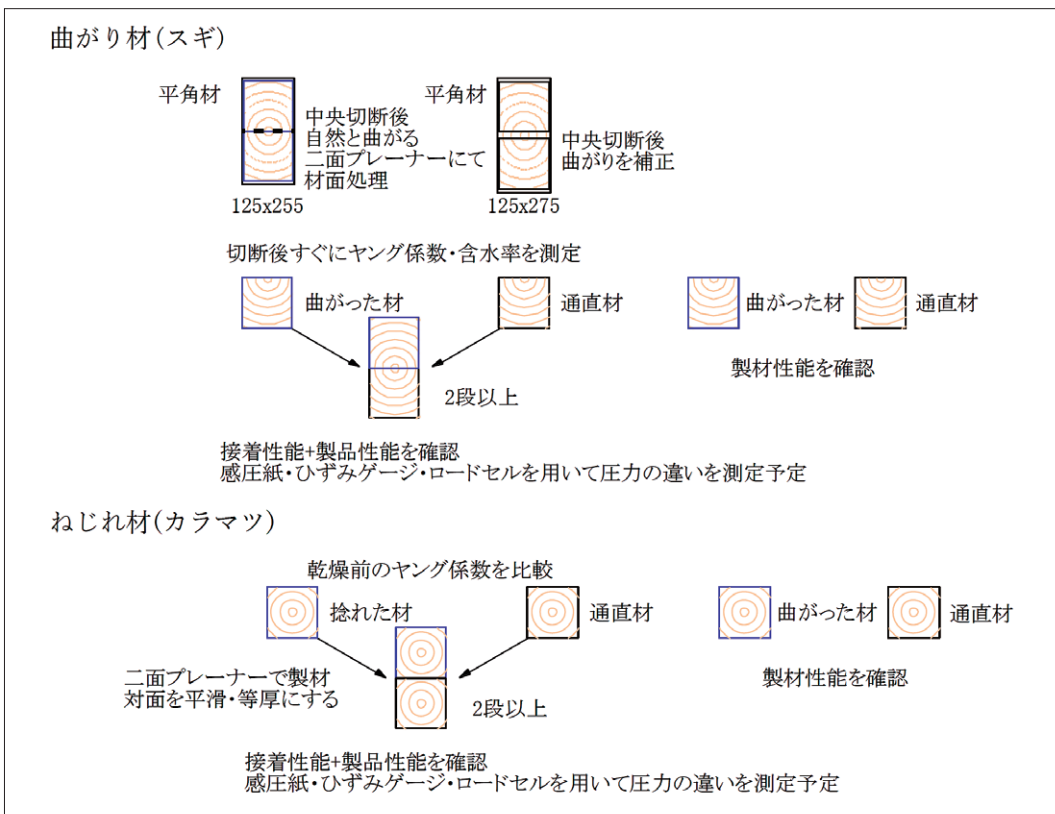 曲がり材(スギ)
平角材
中央切断後
自然と曲がる
二面プレーナーにて
材面処理
125x255
平角材
中央切断後
曲がりを補正
125x275
切断後すぐにヤング係数・含水率を測定
曲がった材
通直材
曲がった材
通直材
2段以上
製材性能を確認
接着性能+製品性能を確認
感圧紙・ひずみゲージ・ロードセルを用いて圧力の違いを測定予定
ねじれ材(カラマツ)
乾燥前のヤング係数を比較
捻れた材
通直材
曲がった材
通直材
二面プレーナーで製材
対面を平滑・等厚にする
2段以上
製材性能を確認
接着性能+製品性能を確認
感圧紙・ひずみゲージ・ロードセルを用いて圧力の違いを測定予定